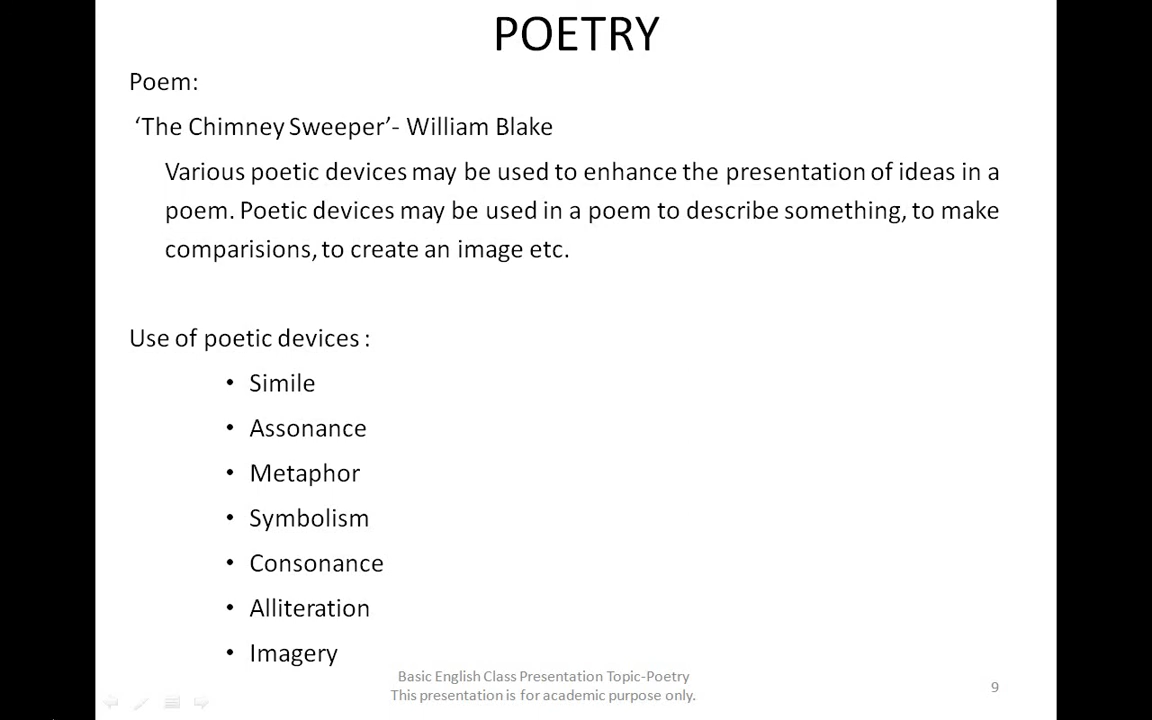 POETRY
Poem:
‘The Chimney Sweeper’- William Blake
Various poetic devices may be used to enhance the presentation of ideas in a
poem. Poetic devices may be used in a poem to describe something, to make
comparisions, to create an image etc.
Use of poetic devices :
• Simile
• Assonance
• Metaphor
• Symbolism
• Consonance
• Alliteration
• Imagery
Basic English Class Presentation Topic-Poetry
This presentation is for academic purpose only.
9